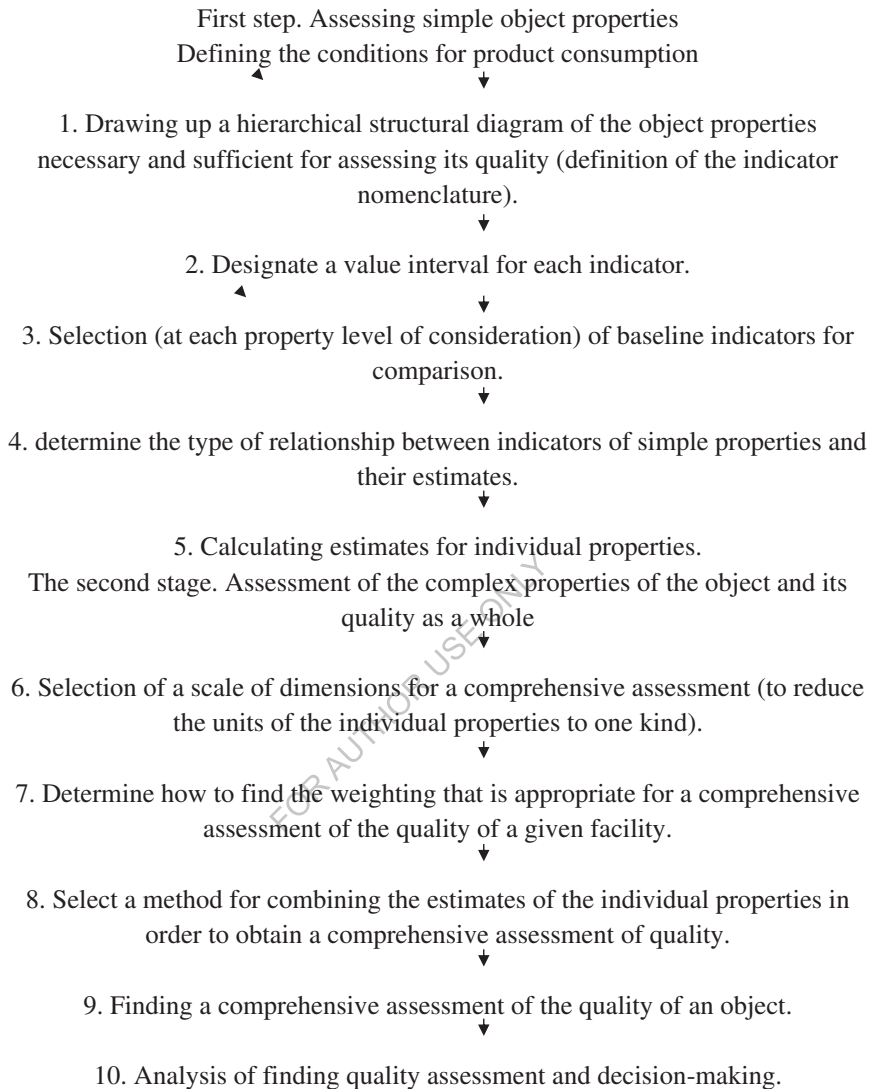 First step. Assessing simple object properties
Defining the conditions for product consumption
1. Drawing up a hierarchical structural diagram of the object properties
necessary and sufficient for assessing its quality (definition of the indicator
nomenclature).
2. Designate a value interval for each indicator.
3. Selection (at each property level of consideration) of baseline indicators for
comparison.
4. determine the type of relationship between indicators of simple properties and
their estimates.
5. Calculating estimates for individual properties.
The second stage. Assessment of the complex properties of the object and its
quality as a whole
6. Selection of a scale of dimensions for a comprehensive assessment (to reduce
the units of the individual properties to one kind).
7. Determine how to find the weighting that is appropriate for a comprehensive
assessment of the quality of a given facility.
8. Select a method for combining the estimates of the individual properties in
order to obtain a comprehensive assessment of quality.
9. Finding a comprehensive assessment of the quality of an object.
10. Analysis of finding quality assessment and decision-making.
FOR AUTHOR USE ONLY